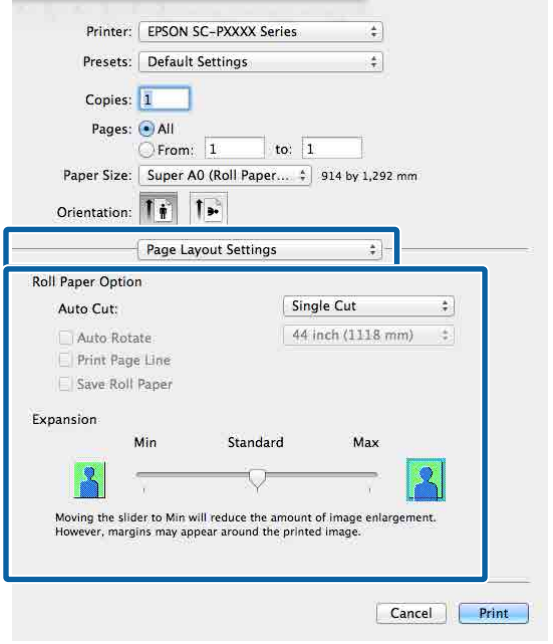 Printer: EPSON SC-PXXXX Series
Presets: Default Settings
Copies: 1
Pages: All
From: 1 to: 1
Paper Size: Super A0 (Roll Paper... 914 by 1,292 mm
Orientation:
Page Layout Settings
Roll Paper Option
Auto Cut: Single Cut
Auto Rotate 44 inch (1118 mm)
Print Page Line
Save Roll Paper
Expansion
Min Standard Max
Moving the slider to Min will reduce the amount of image enlargement.
However, margins may appear around the printed image.
Cancel Print